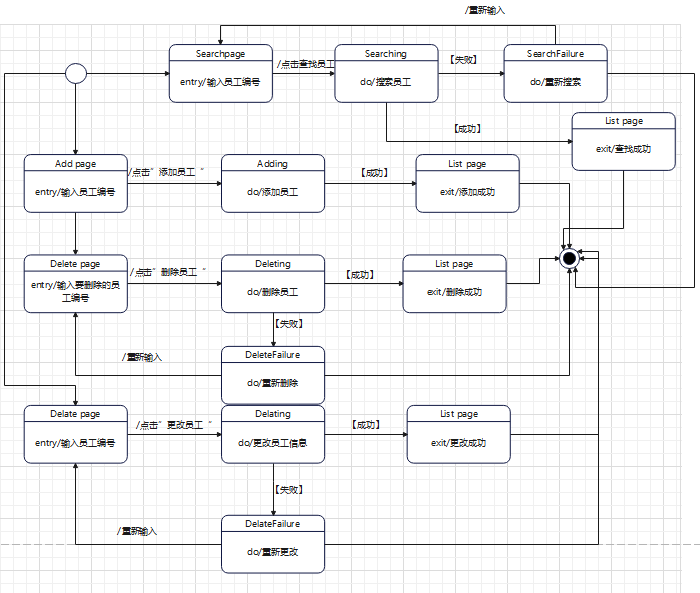 /重新输入
Searchpage
entry/输入员工编号
/点击查找员工
Searching
do/搜索员工
【失败】
SearchFailure
do/重新搜索
【成功】
List page
exit/查找成功
Add page
entry/输入员工编号
/点击”添加员工 “
Adding
do/添加员工
【成功】
List page
exit/添加成功
Delete page
entry/输入要删除的员
工编号
/点击”删除员工 “
Deleting
do/删除员工
【成功】
List page
exit/删除成功
【失败】
/重新输入
DeleteFailure
do/重新删除
Delate page
entry/输入员工编号
/点击”更改员工 “
Delating
do/更改员工信息
【成功】
List page
exit/更改成功
【失败】
/重新输入
DelateFailure
do/重新更改